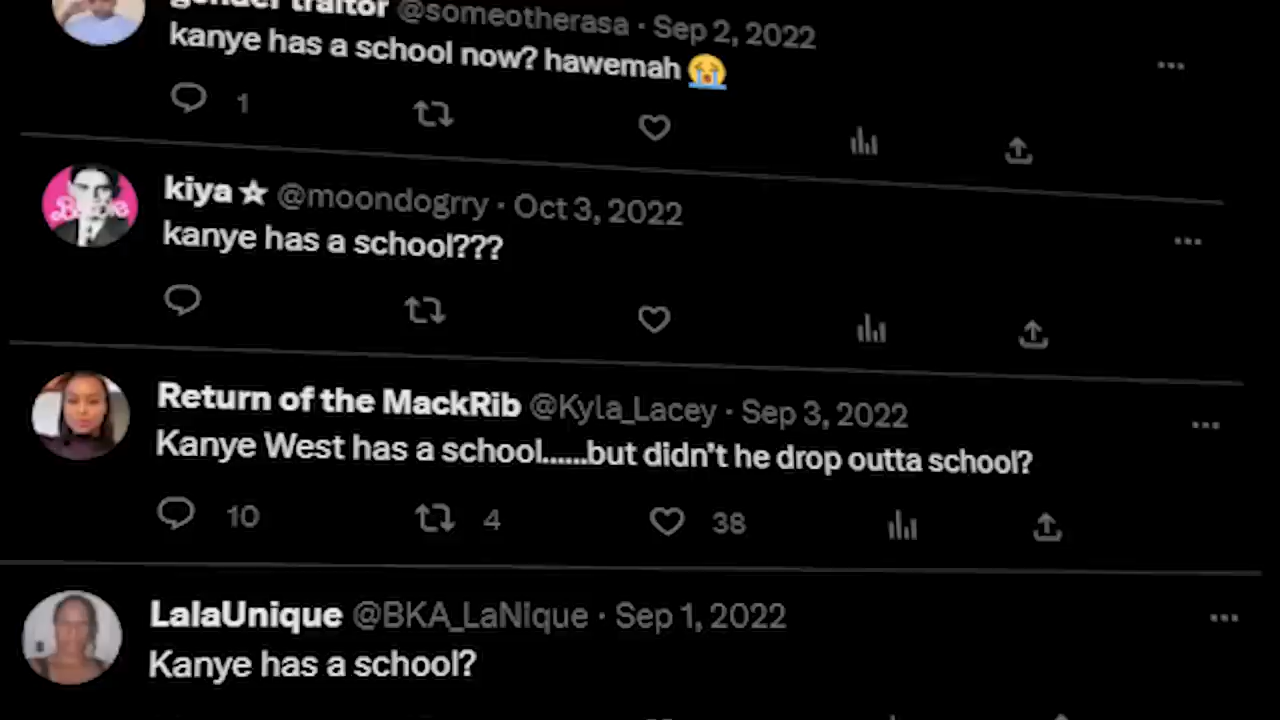 gender traitor @someotherasa · Sep 2, 2022
kanye has a school now? hawemah 😭
1
kiya ☆ @moondogrry · Oct 3, 2022
kanye has a school???
Return of the MackRib @Kyla_Lacey · Sep 3, 2022
Kanye West has a school......but didn't he drop outta school?
10 4 38
LalaUnique @BKA_LaNique · Sep 1, 2022
Kanye has a school?